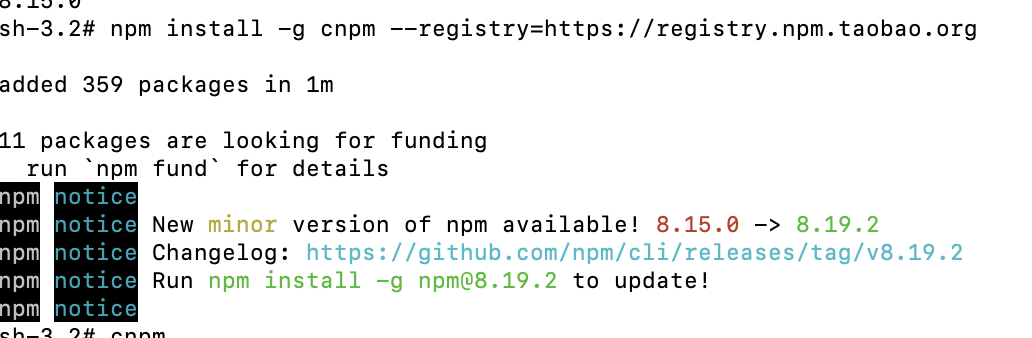 8.15.0
sh-3.2# npm install -g cnpm --registry=https://registry.npm.taobao.org
added 359 packages in 1m
11 packages are looking for funding
run `npm fund` for details
npm notice
npm notice New minor version of npm available! 8.15.0 -> 8.19.2
npm notice Changelog: https://github.com/npm/cli/releases/tag/v8.19.2
npm notice Run npm install -g npm@8.19.2 to update!
npm notice
sh-3.2# cnpm